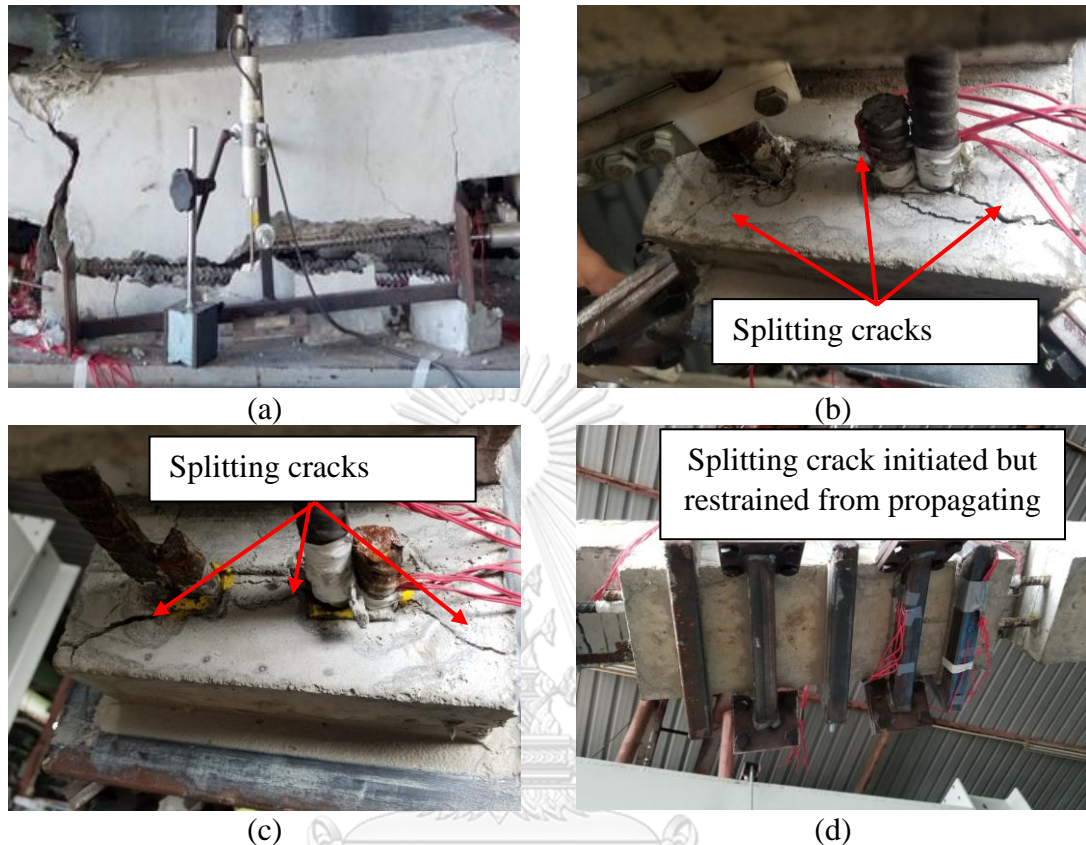 Splitting cracks
(a)
(b)
Splitting cracks
Splitting crack initiated but
restrained from propagating
(c)
(d)